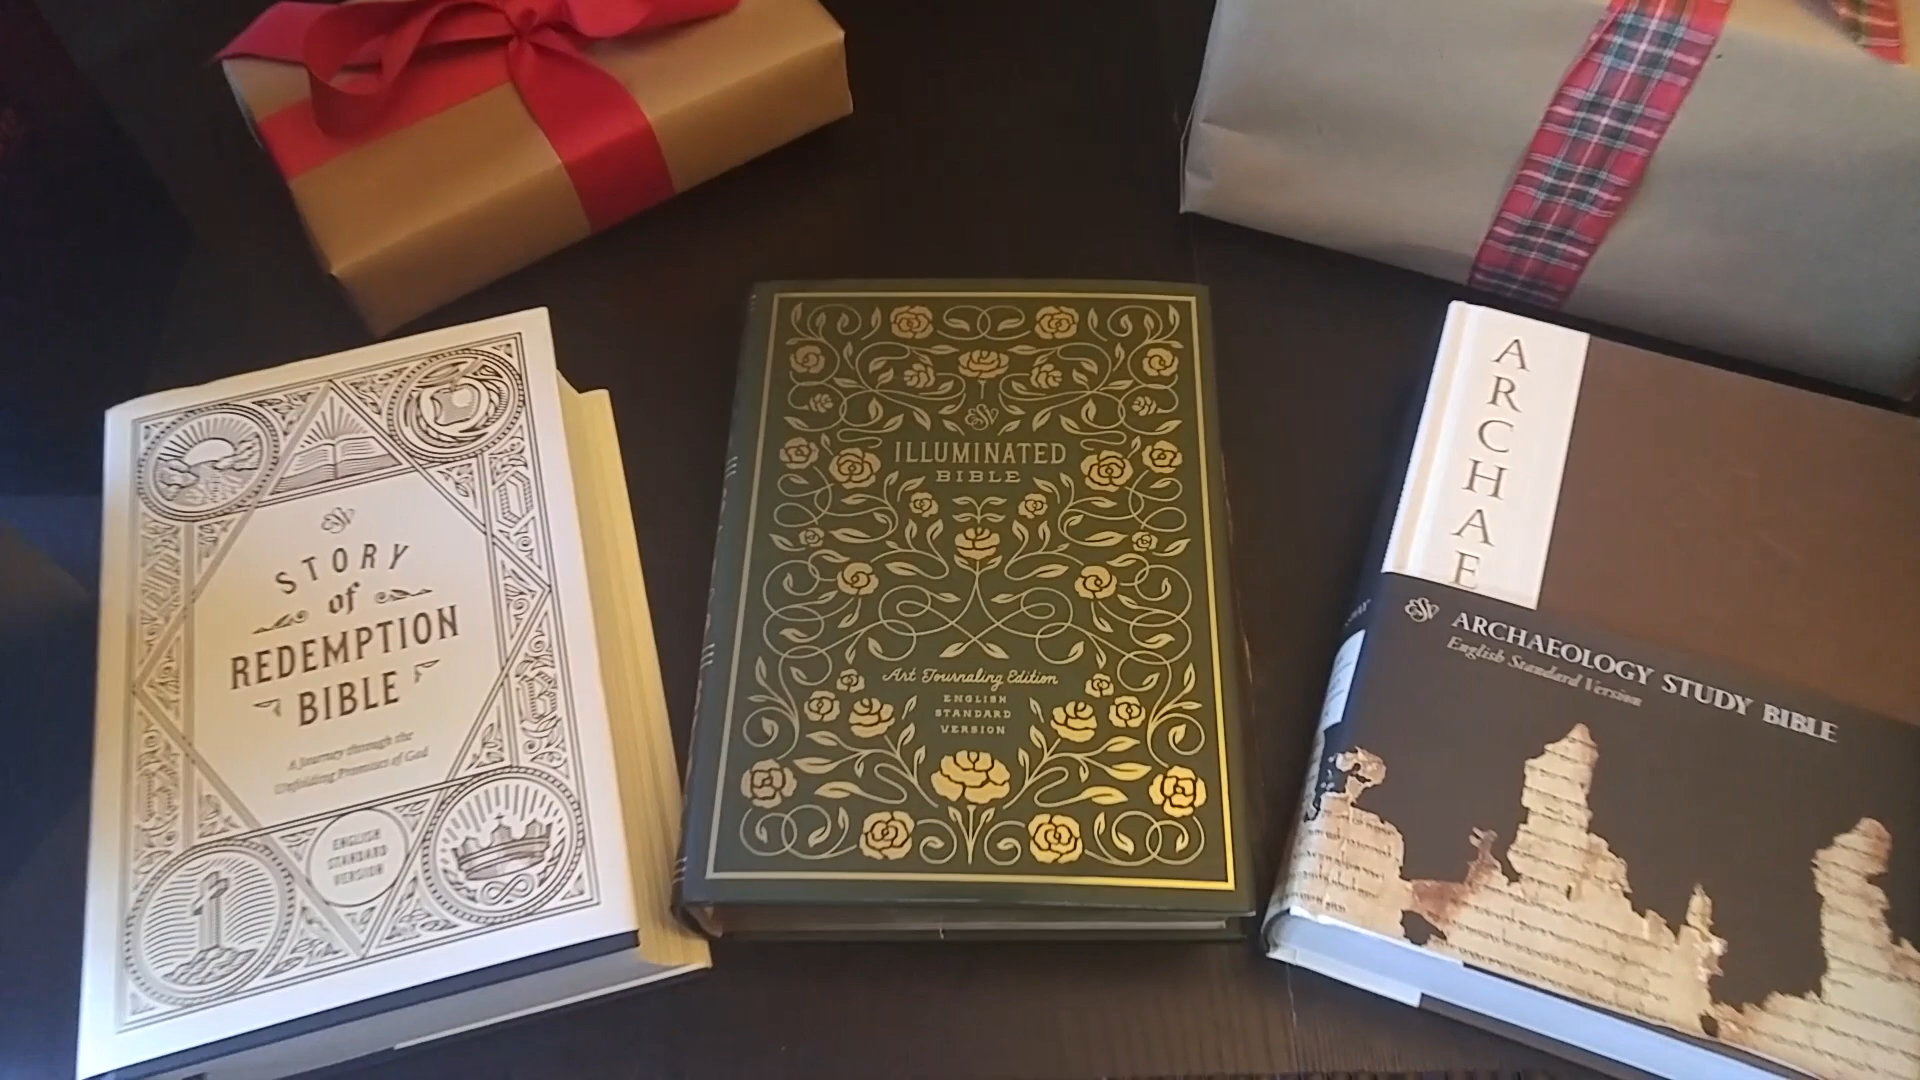 ESV
STORY
of
REDEMPTION
BIBLE
A Journey through the
Unfolding Promises of God
ENGLISH
STANDARD
VERSION
ESV
ILLUMINATED
BIBLE
Art Journaling Edition
ENGLISH
STANDARD
VERSION
A
R
C
H
A
E
ESV
ARCHAEOLOGY STUDY BIBLE
English Standard Version